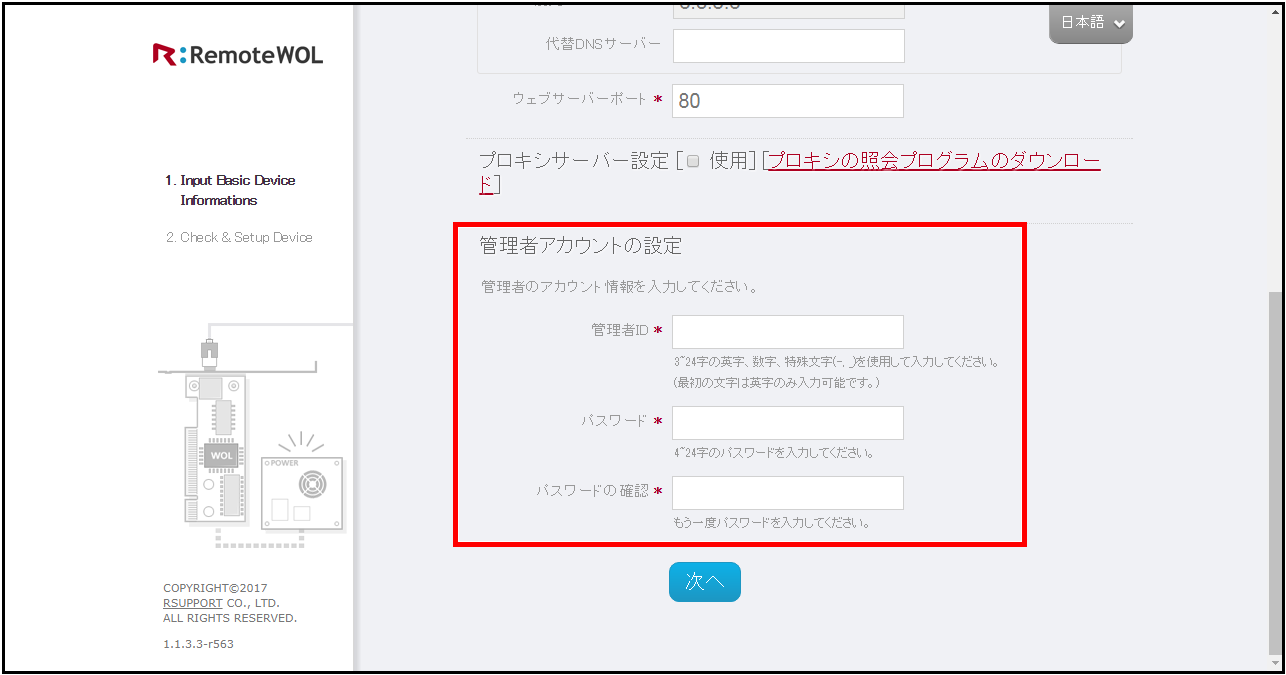 R:RemoteWOL
1. Input Basic Device
Informations
2. Check & Setup Device
WOL
POWER
COPYRIGHT©2017
RSUPPORT CO., LTD.
ALL RIGHTS RESERVED.
1.1.3.3-r563
日本語
代替DNSサーバー
ウェブサーバーポート * 80
プロキシサーバー設定 [ 使用] [プロキシの照会プログラムのダウンロー
ド]
管理者アカウントの設定
管理者のアカウント情報を入力してください。
管理者ID *
3~24字の英字、数字、特殊文字(-, _)を使用して入力してください。
(最初の文字は英字のみ入力可能です。)
パスワード *
4~24字のパスワードを入力してください。
パスワードの確認 *
もう一度パスワードを入力してください。
次へ